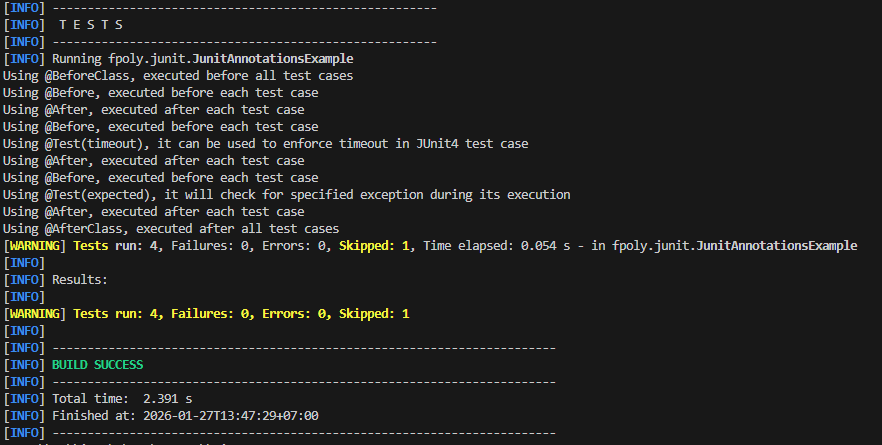 [INFO] -------------------------------------------------------
[INFO]  T E S T S
[INFO] -------------------------------------------------------
[INFO] Running fpoly.junit.JunitAnnotationsExample
Using @BeforeClass, executed before all test cases
Using @Before, executed before each test case
Using @After, executed after each test case
Using @Before, executed before each test case
Using @Test(timeout), it can be used to enforce timeout in JUnit4 test case
Using @After, executed after each test case
Using @Before, executed before each test case
Using @Test(expected), it will check for specified exception during its execution
Using @After, executed after each test case
Using @AfterClass, executed after all test cases
[WARNING] Tests run: 4, Failures: 0, Errors: 0, Skipped: 1, Time elapsed: 0.054 s - in fpoly.junit.JunitAnnotationsExample
[INFO]
[INFO] Results:
[INFO]
[WARNING] Tests run: 4, Failures: 0, Errors: 0, Skipped: 1
[INFO]
[INFO] ------------------------------------------------------------------------
[INFO] BUILD SUCCESS
[INFO] ------------------------------------------------------------------------
[INFO] Total time:  2.391 s
[INFO] Finished at: 2026-01-27T13:47:29+07:00
[INFO] ------------------------------------------------------------------------